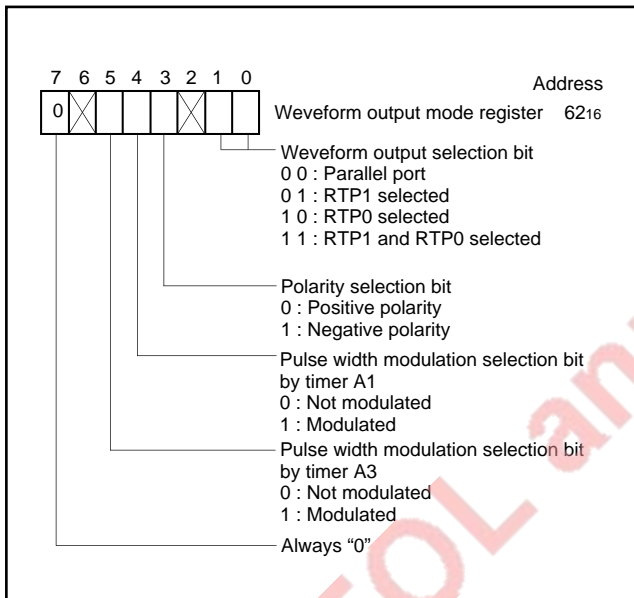 7 6 5 4 3 2 1 0
Address
0
Weveform output mode register 6216
Weveform output selection bit
0 0 : Parallel port
0 1 : RTP1 selected
1 0 : RTP0 selected
1 1 : RTP1 and RTP0 selected
Polarity selection bit
0 : Positive polarity
1 : Negative polarity
Pulse width modulation selection bit
by timer A1
0 : Not modulated
1 : Modulated
Pulse width modulation selection bit
by timer A3
0 : Not modulated
1 : Modulated
Always “0”